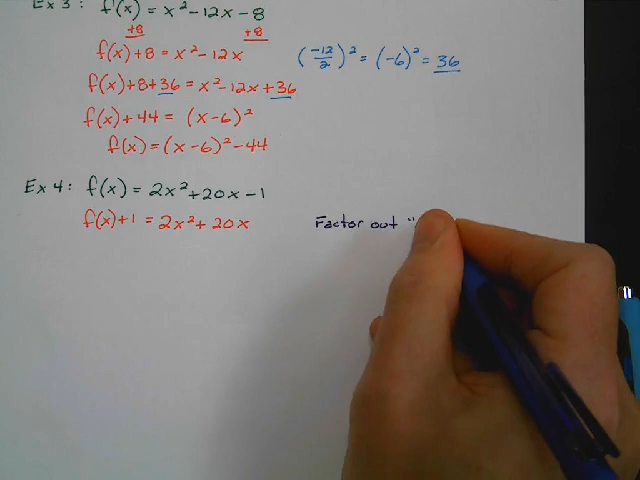 Ex 3: f(x) = x² - 12x - 8
+8 +8
f(x) + 8 = x² - 12x
(-12/2)² = (-6)² = 36
f(x) + 8 + 36 = x² - 12x + 36
f(x) + 44 = (x - 6)²
f(x) = (x - 6)² - 44
Ex 4: f(x) = 2x² + 20x - 1
f(x) + 1 = 2x² + 20x
Factor out "